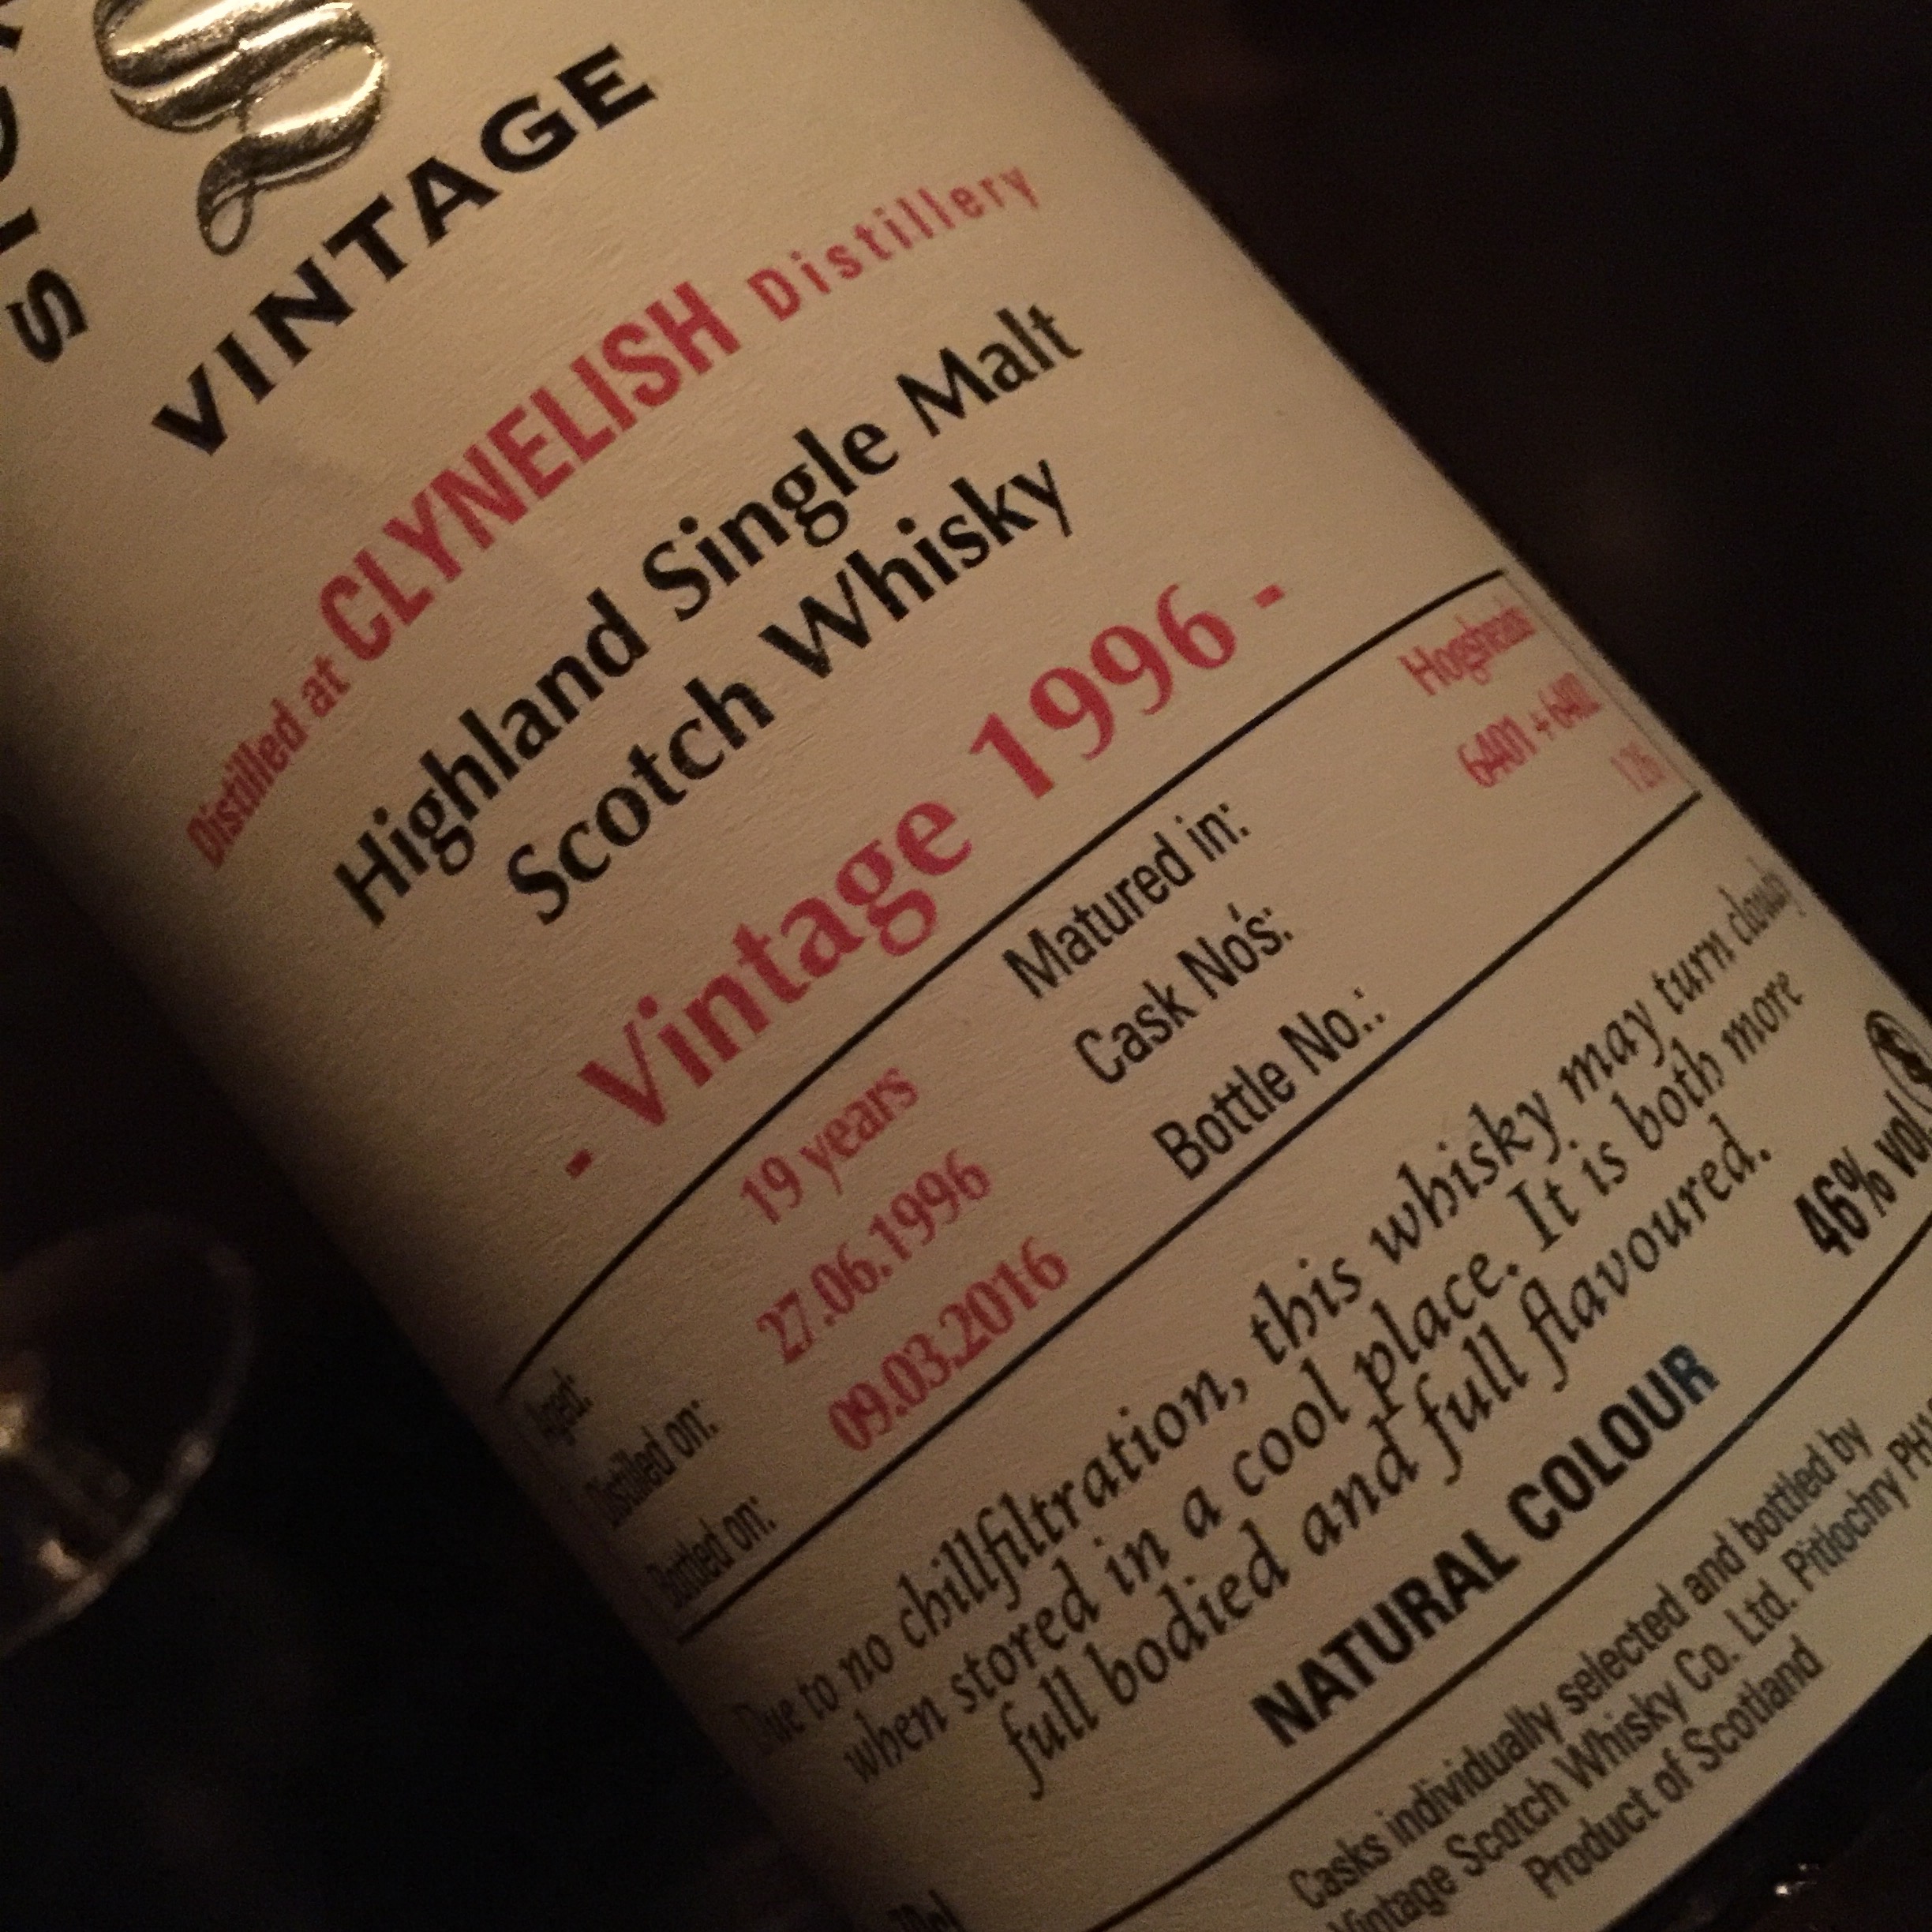 VINTAGE
Distilled at CLYNELISH Distillery
Highland Single Malt
Scotch Whisky
- Vintage 1996 -
Aged: 19 years Matured in: Hogsheads
Distilled on: 27.06.1996 Cask No's: 6401 +
Bottled on: 09.03.2016 Bottle No.:
Due to no chillfiltration, this whisky may turn cloudy
when stored in a cool place. It is both more
full bodied and full flavoured.
NATURAL COLOUR
70cl 46% vol
Casks individually selected and bottled by
Vintage Scotch Whisky Co. Ltd. Pitlochry
Product of Scotland